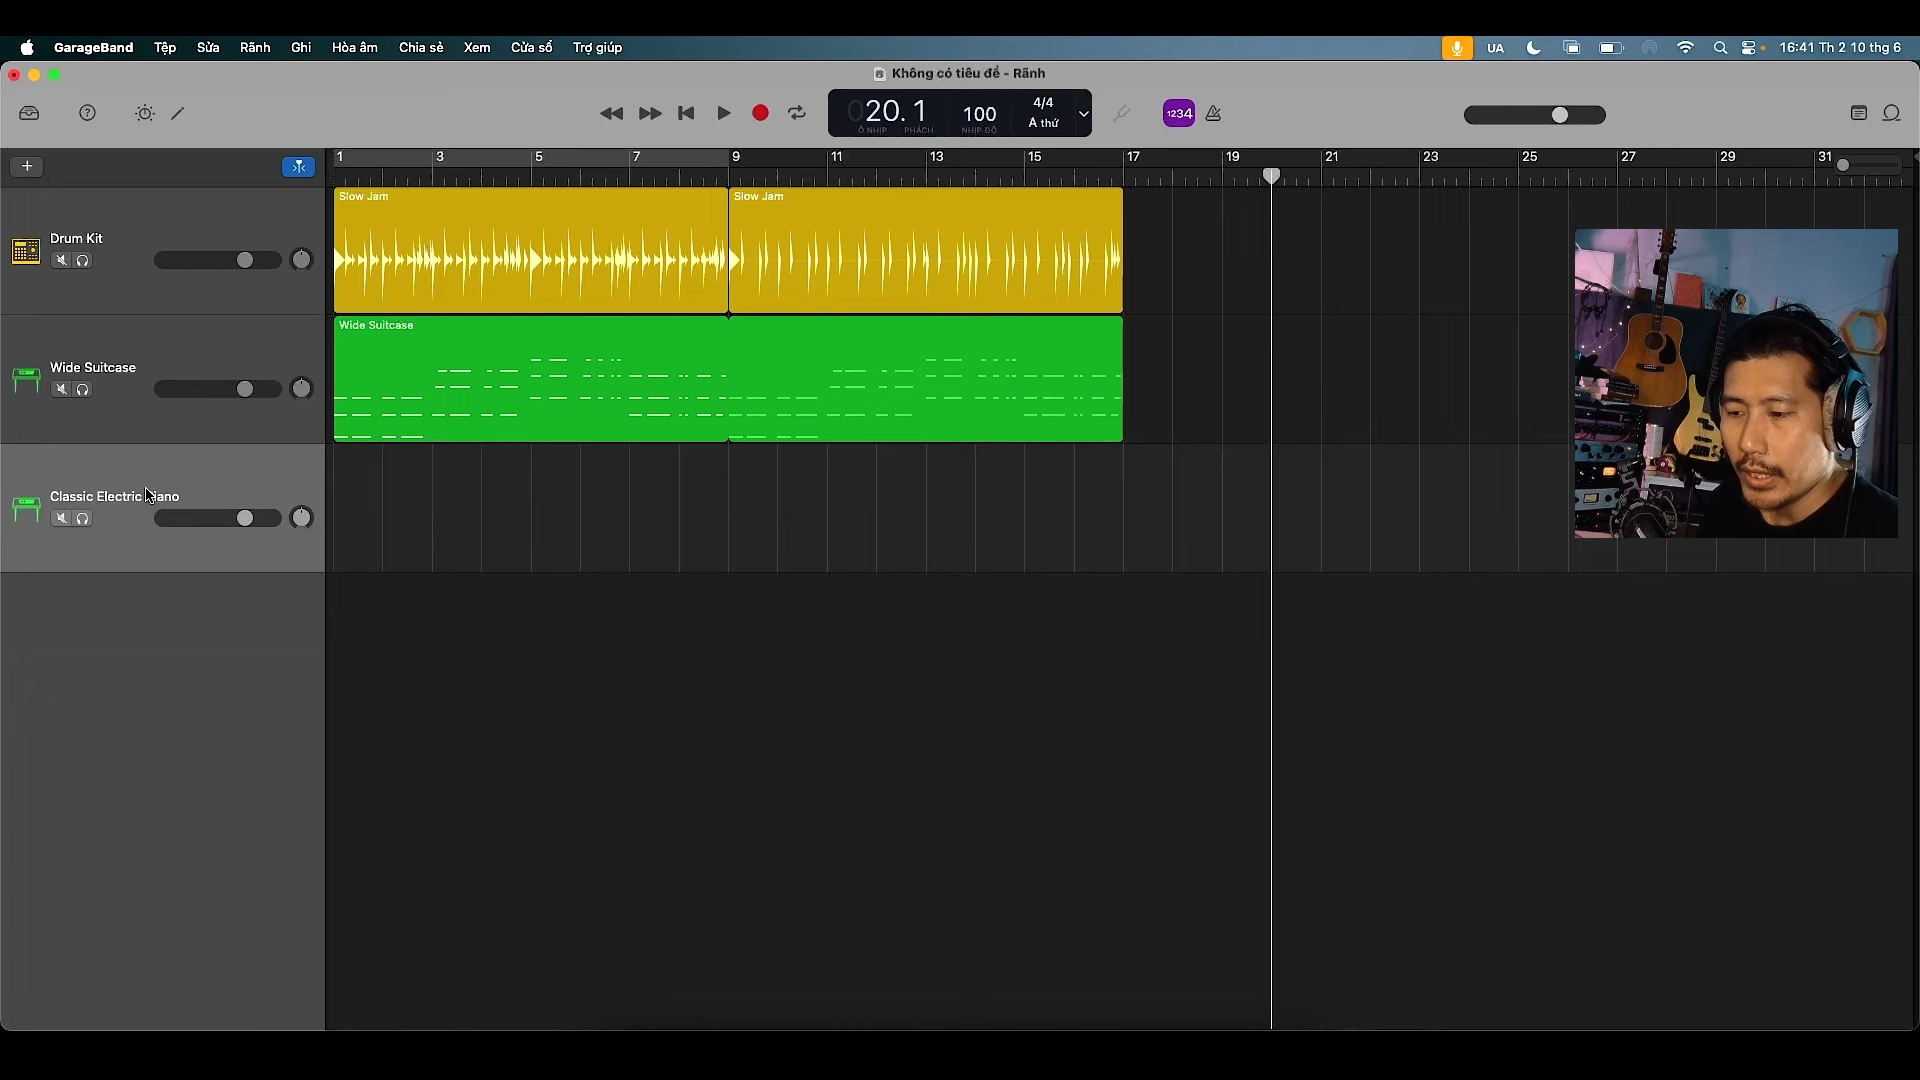 GarageBand Tệp Sửa Rãnh Ghi Hòa âm Chia sẻ Xem Cửa sổ Trợ giúp UA 16:41 Th 2 10 thg 6
Không có tiêu đề - Rãnh
020.1 100 4/4
A thứ
Ô NHỊP PHÁCH NHỊP ĐỘ
1234
1 3 5 7 9 11 13 15 17 19 21 23 25 27 29 31
Slow Jam Slow Jam
Drum Kit
Wide Suitcase
Wide Suitcase
Classic Electric Piano